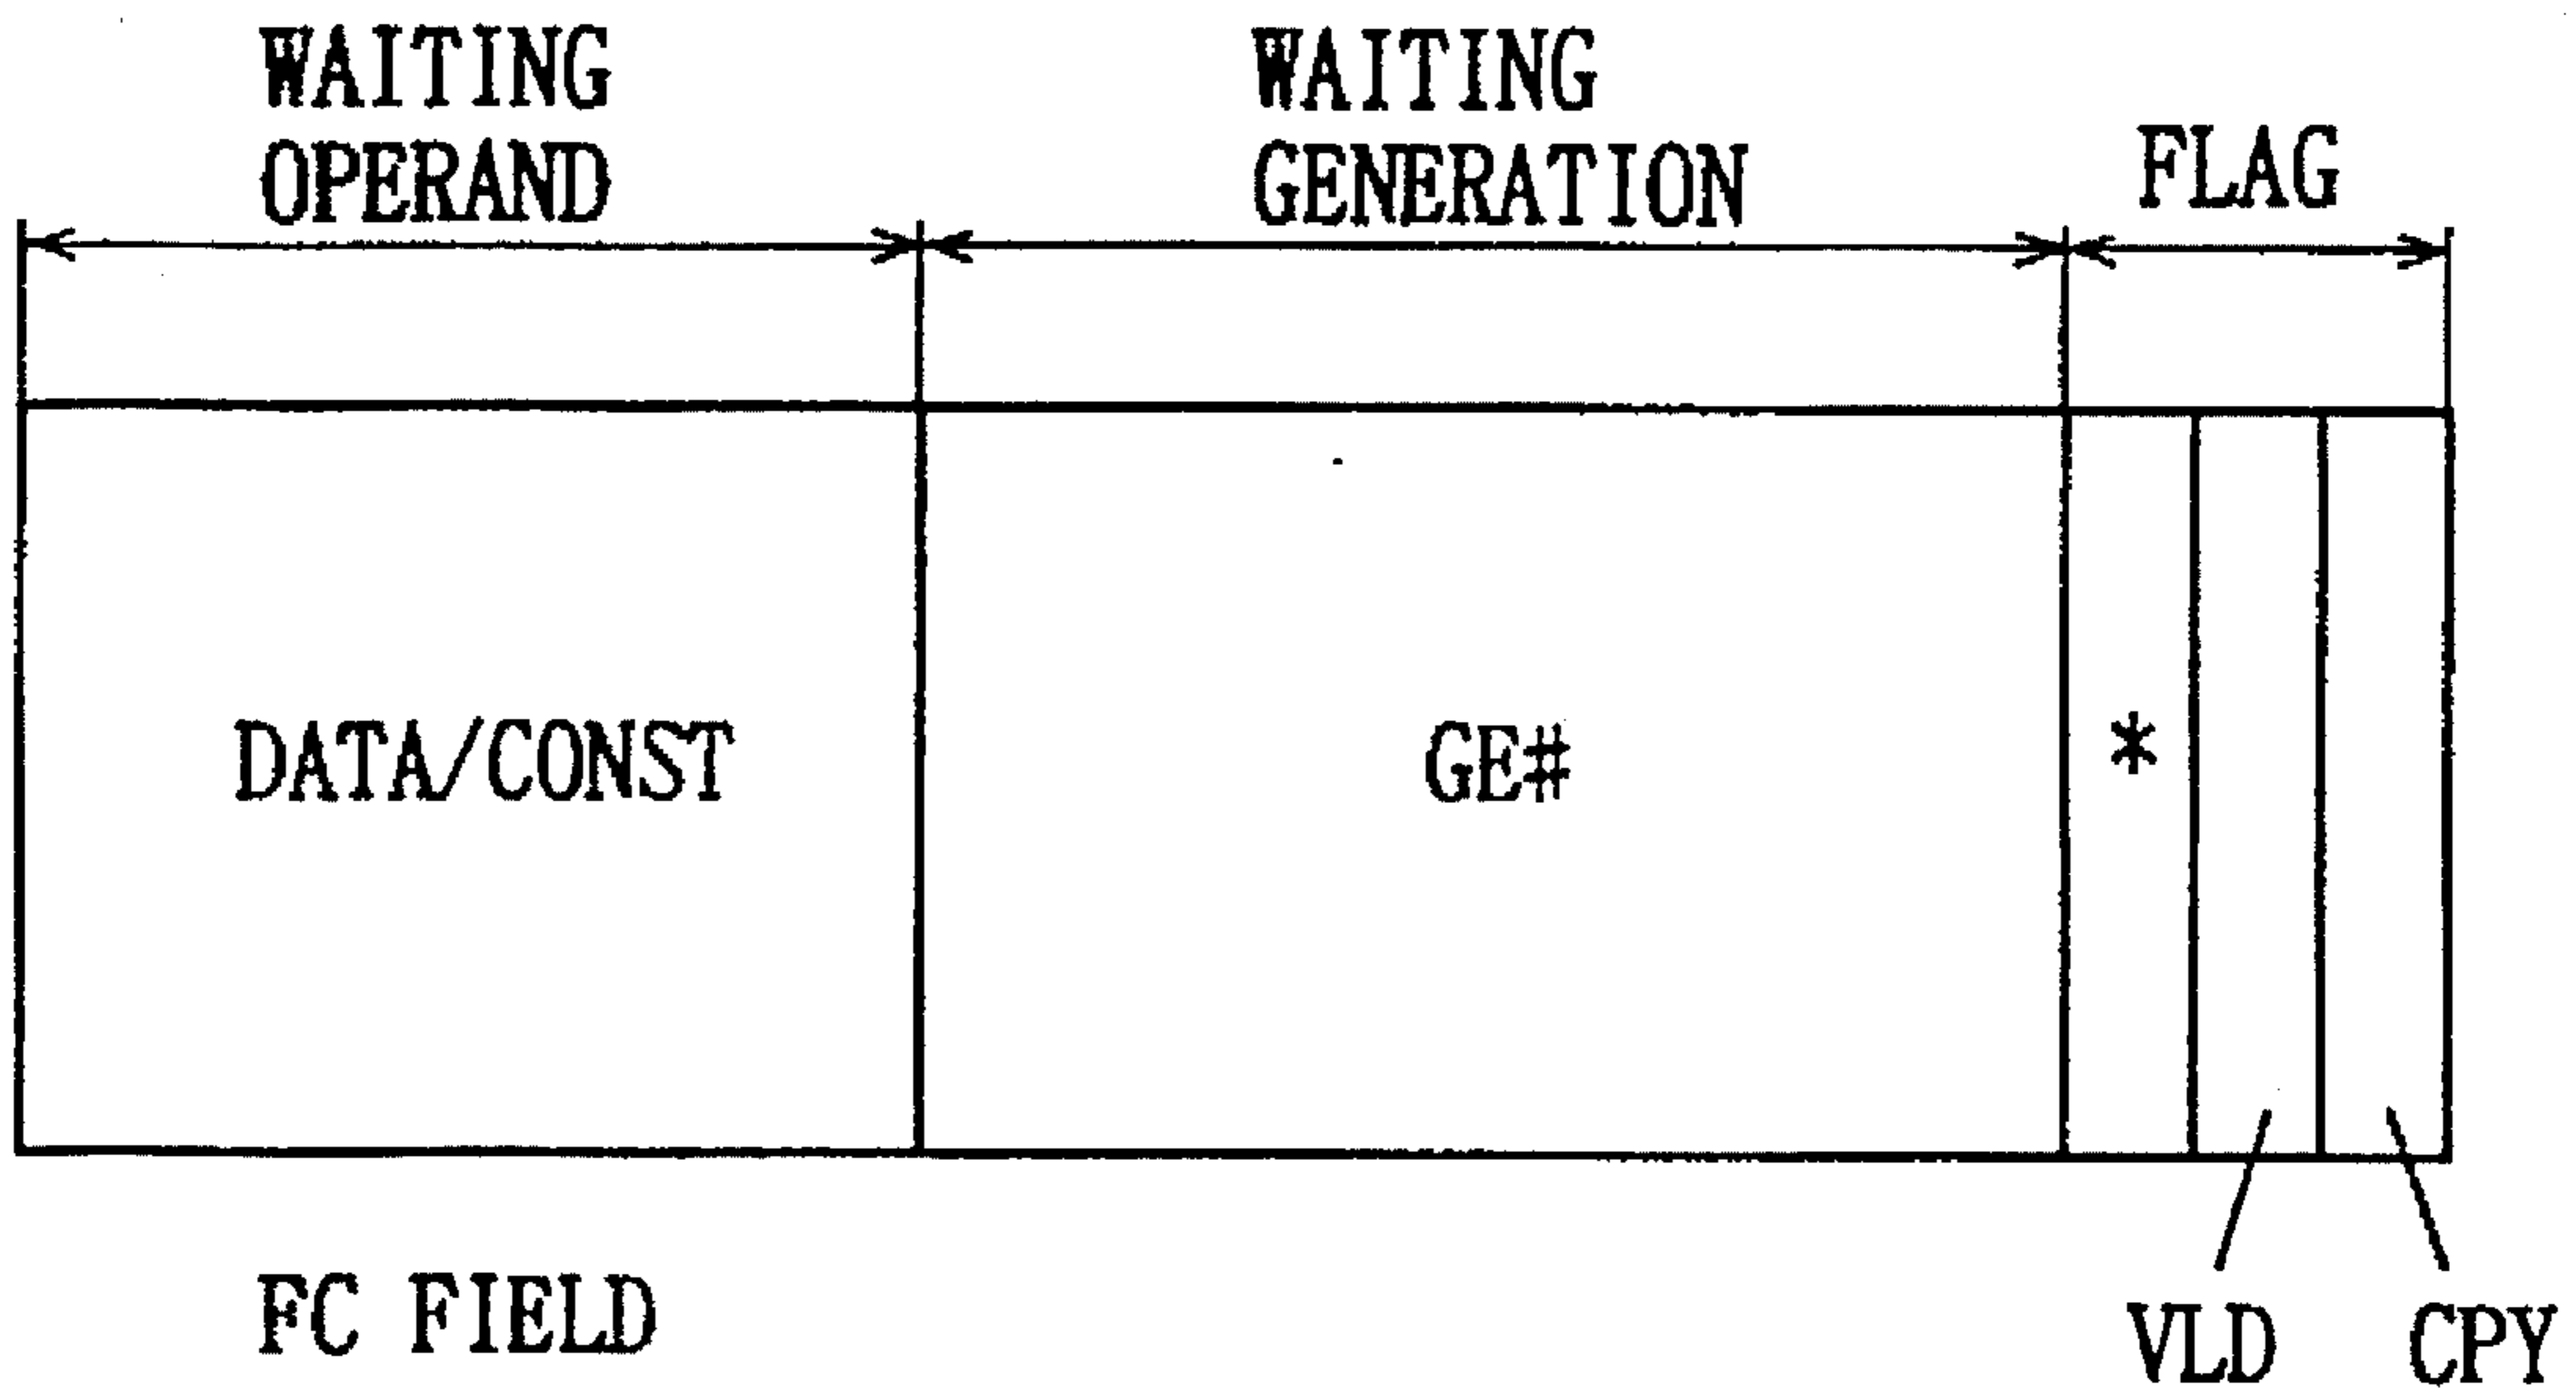 WAITING
OPERAND
WAITING
GENERATION
FLAG
DATA/CONST
GE#
*
FC FIELD
VLD
CPY